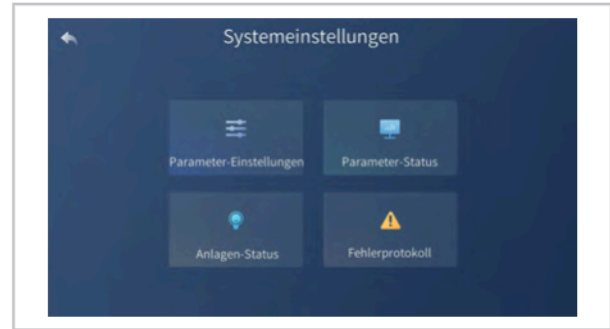 Systemeinstellungen
Parameter-Einstellungen
Parameter-Status
Anlagen-Status
Fehlerprotokoll